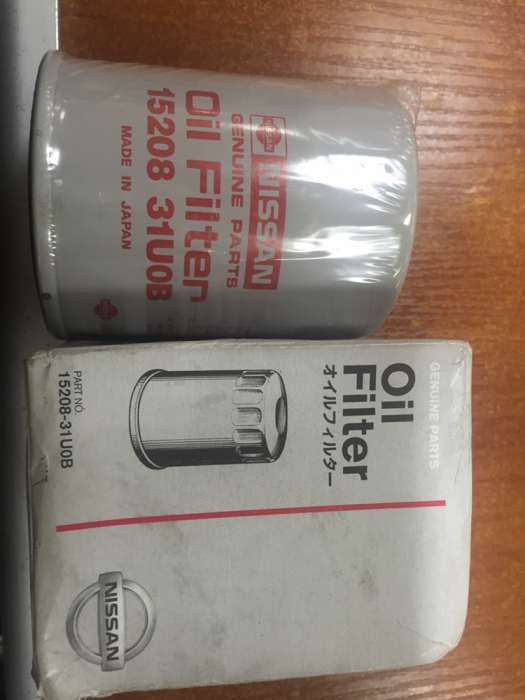 NISSAN
NISSAN
GENUINE PARTS
Oil Filter
15208 31U0B
MADE IN JAPAN
GENUINE PARTS
Oil
Filter
オイルフィルター
PART NO.
15208-31U0B
NISSAN